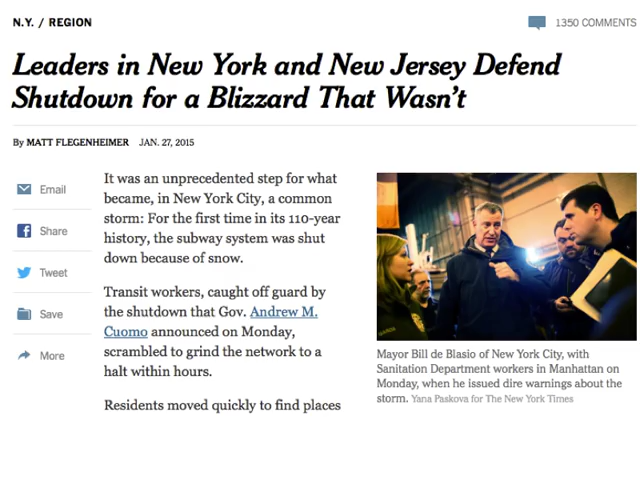 N.Y. / REGION
1350 COMMENTS
Leaders in New York and New Jersey Defend
Shutdown for a Blizzard That Wasn't
By MATT FLEGENHEIMER JAN. 27, 2015
Email
Share
Tweet
Save
More
It was an unprecedented step for what
became, in New York City, a common
storm: For the first time in its 110-year
history, the subway system was shut
down because of snow.
Transit workers, caught off guard by
the shutdown that Gov. Andrew M.
Cuomo announced on Monday,
scrambled to grind the network to a
halt within hours.
Residents moved quickly to find places
Mayor Bill de Blasio of New York City, with
Sanitation Department workers in Manhattan on
Monday, when he issued dire warnings about the
storm. Yana Paskova for The New York Times